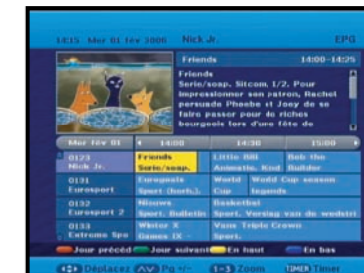 14:15 Mer 01 fév 2006 Nick Jr. EPG
Friends 14:00-14:25
Friends
Serie/soap. Sitcom. 1/2. Pour
impressionner son patron, Rachel
persuade Phoebe et Joey de se
faire passer pour de riches
bourgeois lors d'une fête de
Mer fév 01 14:00 14:30 15:00
0123 Friends Little Bill Bob the
Nick Jr. Serie/soap. Animatie. Kind Builder
0131 Eurogoals World World Cup season
Eurosport Sport (herh.). Cup legends
0132 Nieuws Basketbal
Eurosport 2 Sport. Bulletin Sport. Verslag van de wedstri
0133 Winter X Vans Triple Crown
Extreme Spo Games IX - Sport.
Jour précéd Jour suivant En haut En bas
Déplacez Pg +/- 1-3 Zoom TIMER Timer